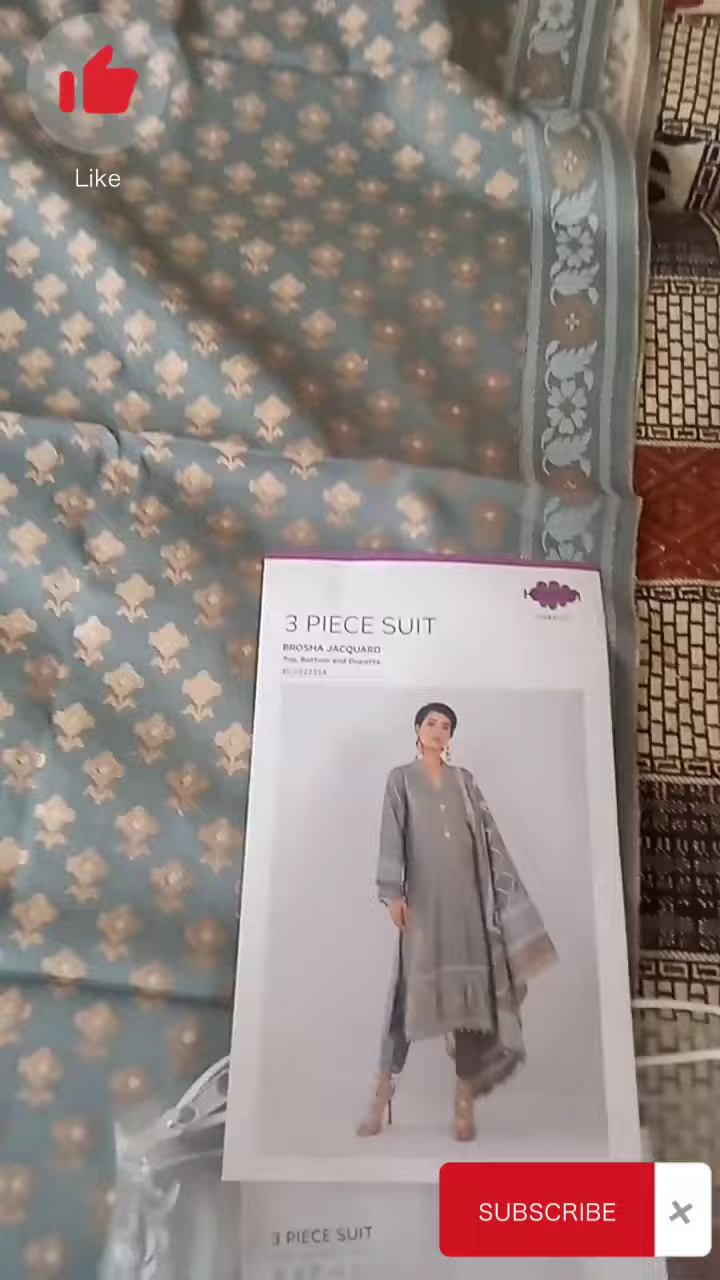 Like
3 PIECE SUIT
BROSHA JACQUARD
Top, Bottom and Dupatta
3 PIECE SUIT
SUBSCRIBE